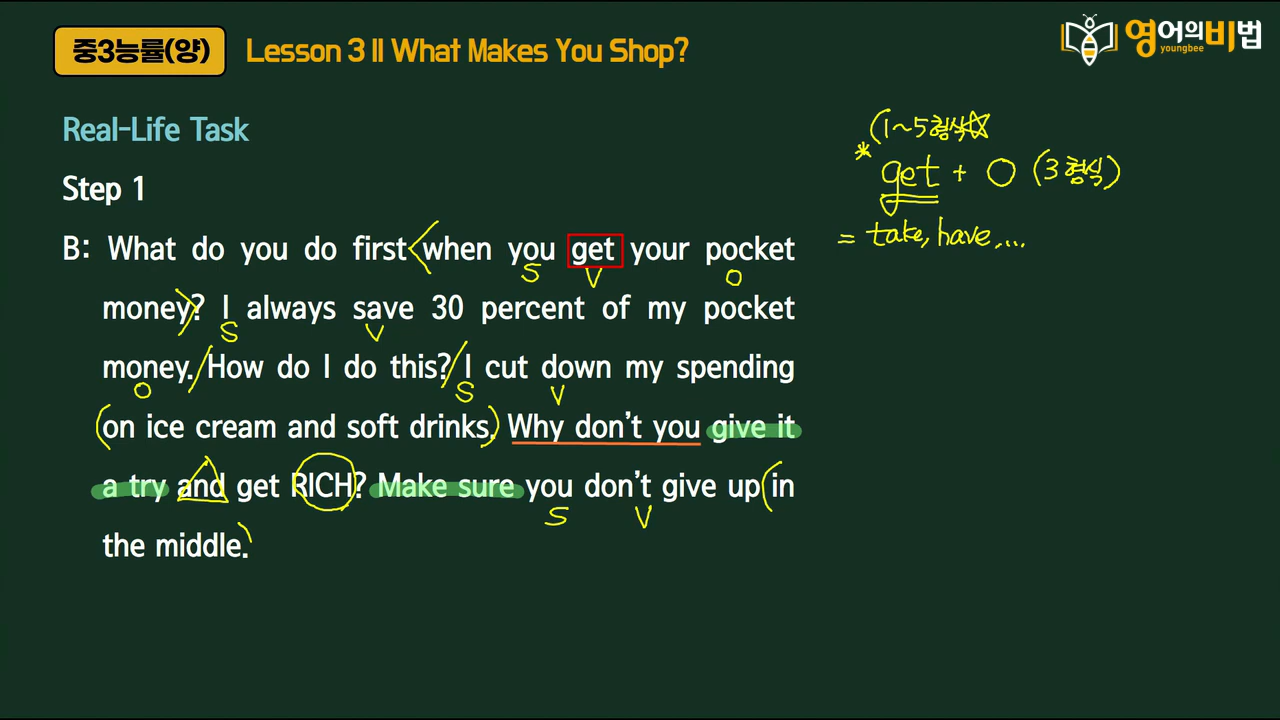 중3능률(양) Lesson 3 II What Makes You Shop?
영어의비법
youngbee
Real-Life Task
Step 1
B: What do you do first when you get your pocket
S V O
money? I always save 30 percent of my pocket
S V
money. How do I do this? I cut down my spending
O S V
on ice cream and soft drinks. Why don't you give it
a try and get RICH? Make sure you don't give up in
S V
the middle.
(1~5형식☆
* get + O (3형식)
= take, have, ...